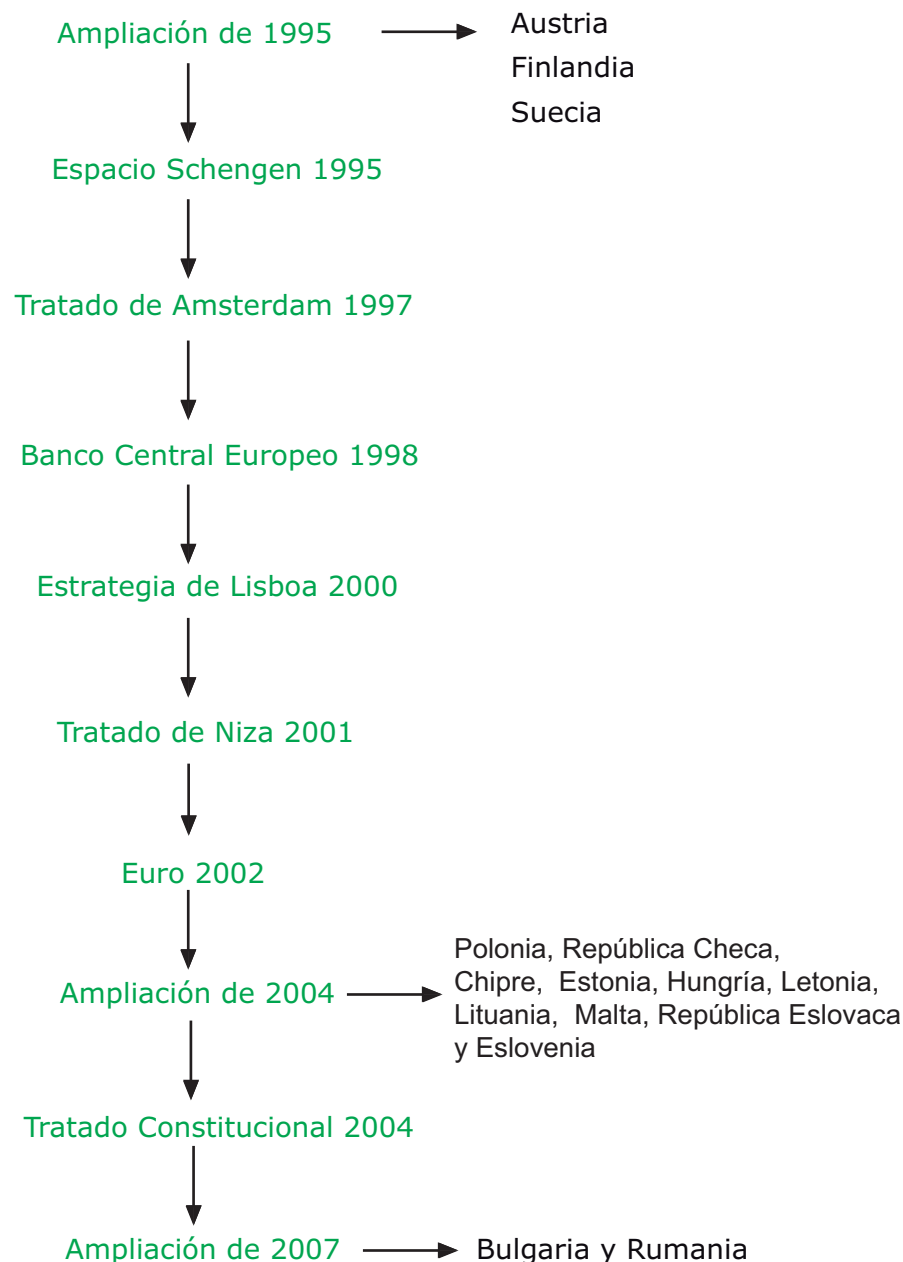 Ampliación de 1995
Austria
Finlandia
Suecia
Espacio Schengen 1995
Tratado de Amsterdam 1997
Banco Central Europeo 1998
Estrategia de Lisboa 2000
Tratado de Niza 2001
Euro 2002
Ampliación de 2004
Polonia, República Checa,
Chipre, Estonia, Hungría, Letonia,
Lituania, Malta, República Eslovaca
y Eslovenia
Tratado Constitucional 2004
Ampliación de 2007
Bulgaria y Rumania